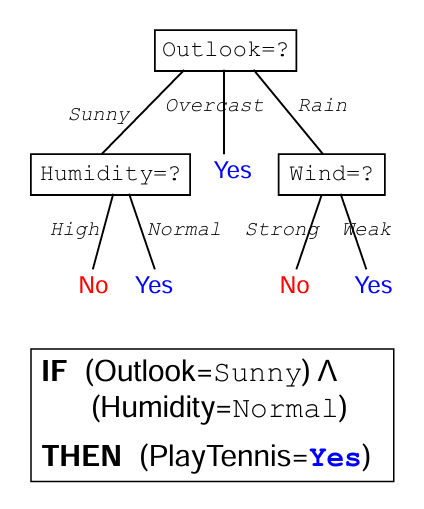 Outlook=?
Sunny Overcast Rain
Humidity=? Yes Wind=?
High Normal Strong Weak
No Yes No Yes
IF (Outlook=Sunny) Λ
(Humidity=Normal)
THEN (PlayTennis=Yes)